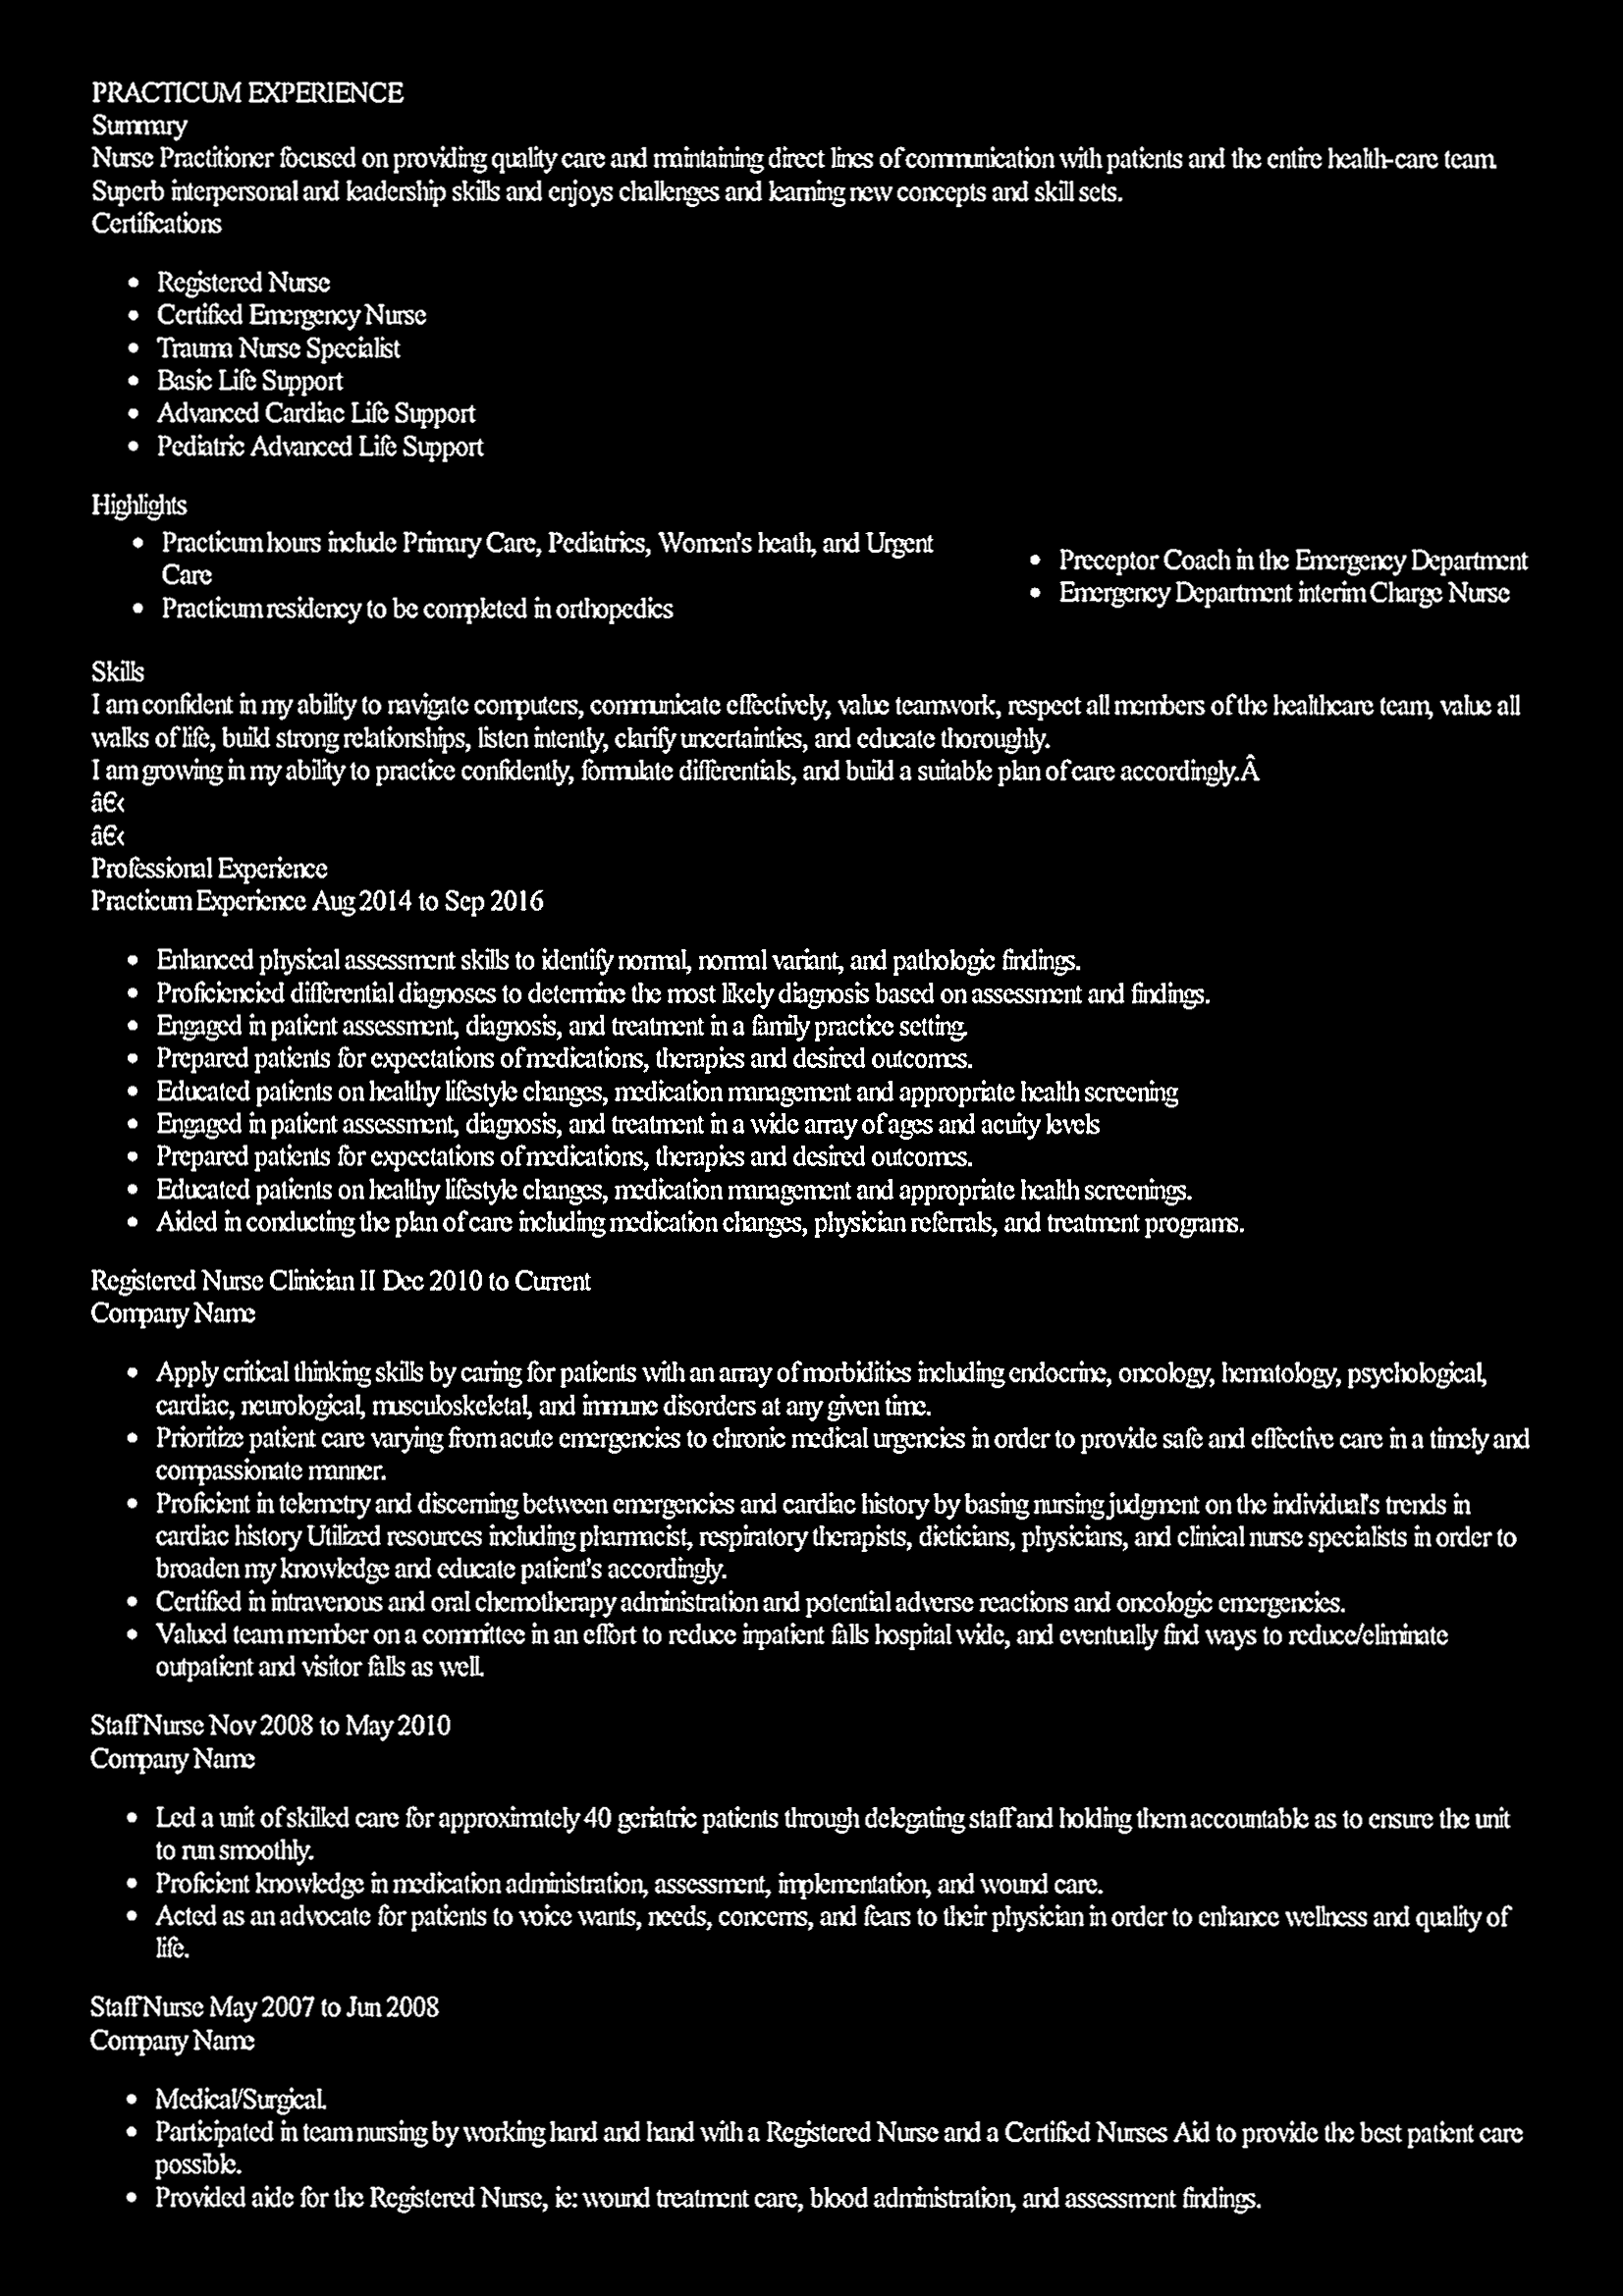 PRACTICUM EXPERIENCE
Summary
Nurse Practitioner focused on providing quality care and maintaining direct lines of communication with patients and the entire health-care team.
Superb interpersonal and leadership skills and enjoys challenges and learning new concepts and skill sets.
Certifications
• Registered Nurse
• Certified Emergency Nurse
• Trauma Nurse Specialist
• Basic Life Support
• Advanced Cardiac Life Support
• Pediatric Advanced Life Support
Highlights
• Practicum hours include Primary Care, Pediatrics, Women's heath, and Urgent
Care
• Practicum residency to be completed in orthopedics
• Preceptor Coach in the Emergency Department
• Emergency Department interim Charge Nurse
Skills
I am confident in my ability to navigate computers, communicate effectively, value teamwork, respect all members of the healthcare team, value all
walks of life, build strong relationships, listen intently, clarify uncertainties, and educate thoroughly.
I am growing in my ability to practice confidently, formulate differentials, and build a suitable plan of care accordingly.Â
â€‹
â€‹
Professional Experience
Practicum Experience Aug 2014 to Sep 2016
• Enhanced physical assessment skills to identify normal, normal variant, and pathologic findings.
• Proficiencied differential diagnoses to determine the most likely diagnosis based on assessment and findings.
• Engaged in patient assessment, diagnosis, and treatment in a family practice setting.
• Prepared patients for expectations of medications, therapies and desired outcomes.
• Educated patients on healthy lifestyle changes, medication management and appropriate health screening
• Engaged in patient assessment, diagnosis, and treatment in a wide array of ages and acuity levels
• Prepared patients for expectations of medications, therapies and desired outcomes.
• Educated patients on healthy lifestyle changes, medication management and appropriate health screenings.
• Aided in conducting the plan of care including medication changes, physician referrals, and treatment programs.
Registered Nurse Clinician II Dec 2010 to Current
Company Name
• Apply critical thinking skills by caring for patients with an array of morbidities including endocrine, oncology, hematology, psychological,
cardiac, neurological, musculoskeletal, and immune disorders at any given time.
• Prioritize patient care varying from acute emergencies to chronic medical urgencies in order to provide safe and effective care in a timely and
compassionate manner.
• Proficient in telemetry and discerning between emergencies and cardiac history by basing nursing judgment on the individual's trends in
cardiac history Utilized resources including pharmacist, respiratory therapists, dieticians, physicians, and clinical nurse specialists in order to
broaden my knowledge and educate patient's accordingly.
• Certified in intravenous and oral chemotherapy administration and potential adverse reactions and oncologic emergencies.
• Valued team member on a committee in an effort to reduce inpatient falls hospital wide, and eventually find ways to reduce/eliminate
outpatient and visitor falls as well.
Staff Nurse Nov 2008 to May 2010
Company Name
• Led a unit of skilled care for approximately 40 geriatric patients through delegating staff and holding them accountable as to ensure the unit
to run smoothly.
• Proficient knowledge in medication administration, assessment, implementation, and wound care.
• Acted as an advocate for patients to voice wants, needs, concerns, and fears to their physician in order to enhance wellness and quality of
life.
Staff Nurse May 2007 to Jun 2008
Company Name
• Medical/Surgical.
• Participated in team nursing by working hand and hand with a Registered Nurse and a Certified Nurses Aid to provide the best patient care
possible.
• Provided aide for the Registered Nurse, ie: wound treatment care, blood administration, and assessment findings.